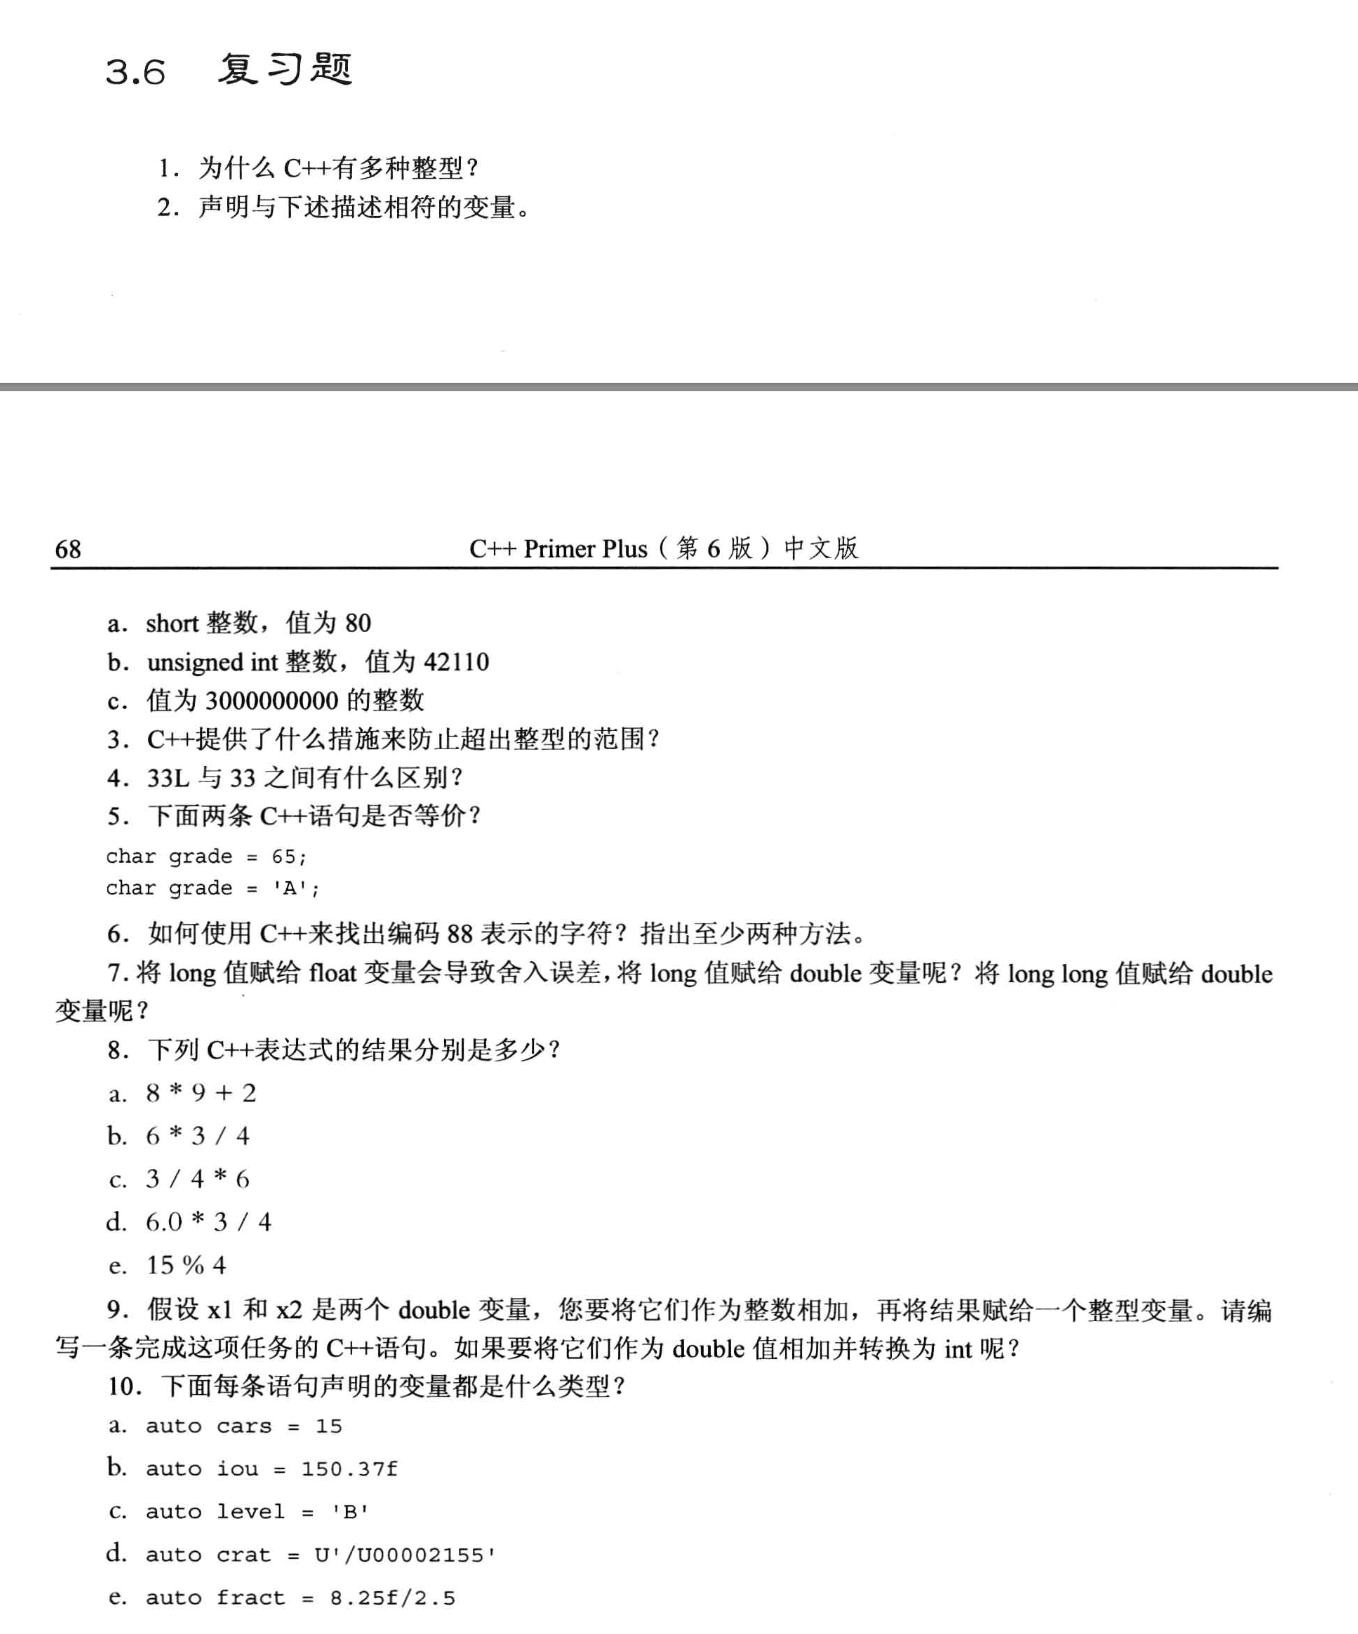 3.6 复习题
1．为什么 C++有多种整型？
2．声明与下述描述相符的变量。
68
C++ Primer Plus（第 6 版）中文版
a．short 整数，值为 80
b．unsigned int 整数，值为 42110
c．值为 3000000000 的整数
3．C++提供了什么措施来防止超出整型的范围？
4．33L 与 33 之间有什么区别？
5．下面两条 C++语句是否等价？
char grade = 65;
char grade = 'A';
6．如何使用 C++来找出编码 88 表示的字符？指出至少两种方法。
7. 将 long 值赋给 float 变量会导致舍入误差，将 long 值赋给 double 变量呢？将 long long 值赋给 double
变量呢？
8．下列 C++表达式的结果分别是多少？
a. 8 * 9 + 2
b. 6 * 3 / 4
c. 3 / 4 * 6
d. 6.0 * 3 / 4
e. 15 % 4
9．假设 x1 和 x2 是两个 double 变量，您要将它们作为整数相加，再将结果赋给一个整型变量。请编
写一条完成这项任务的 C++语句。如果要将它们作为 double 值相加并转换为 int 呢？
10．下面每条语句声明的变量都是什么类型？
a. auto cars = 15
b. auto iou = 150.37f
c. auto level = 'B'
d. auto crat = U'/U00002155'
e. auto fract = 8.25f/2.5